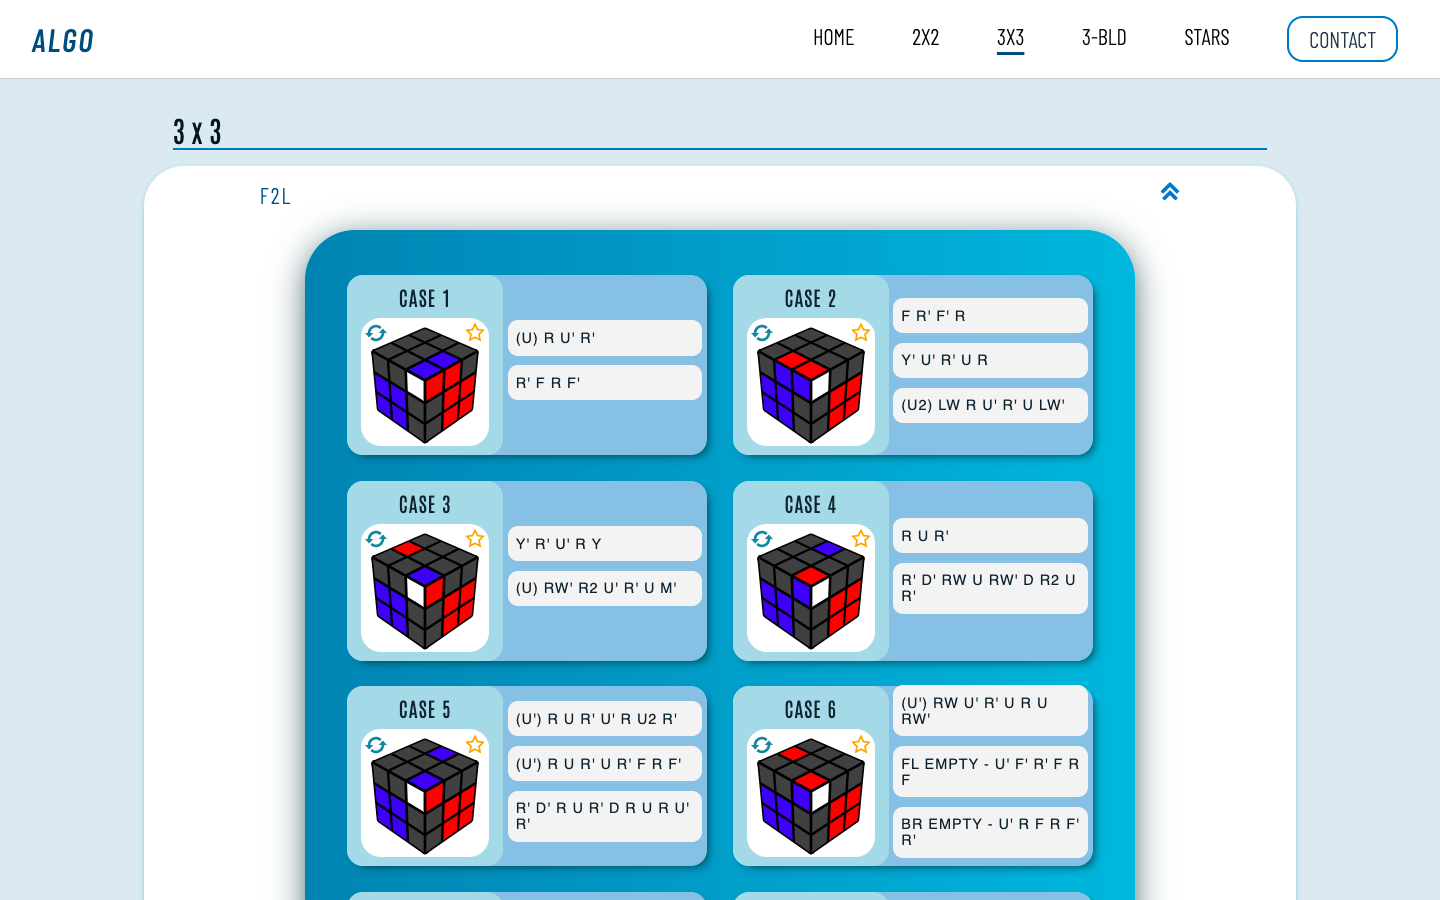 ALGO
HOME
2X2
3X3
3-BLD
STARS
CONTACT
3 x 3
F2L
CASE 1
(U) R U' R'
R' F R F'
CASE 2
F R' F' R
Y' U' R' U R
(U2) LW R U' R' U LW'
CASE 3
Y' R' U' R Y
(U) RW' R2 U' R' U M'
CASE 4
R U R'
R' D' RW U RW' D R2 U
R'
CASE 5
(U') R U R' U' R U2 R'
(U') R U R' U R' F R F'
R' D' R U R' D R U R U'
R'
CASE 6
(U') RW U' R' U R U
RW'
FL EMPTY - U' F' R' F R
F
BR EMPTY - U' R F R F'
R'